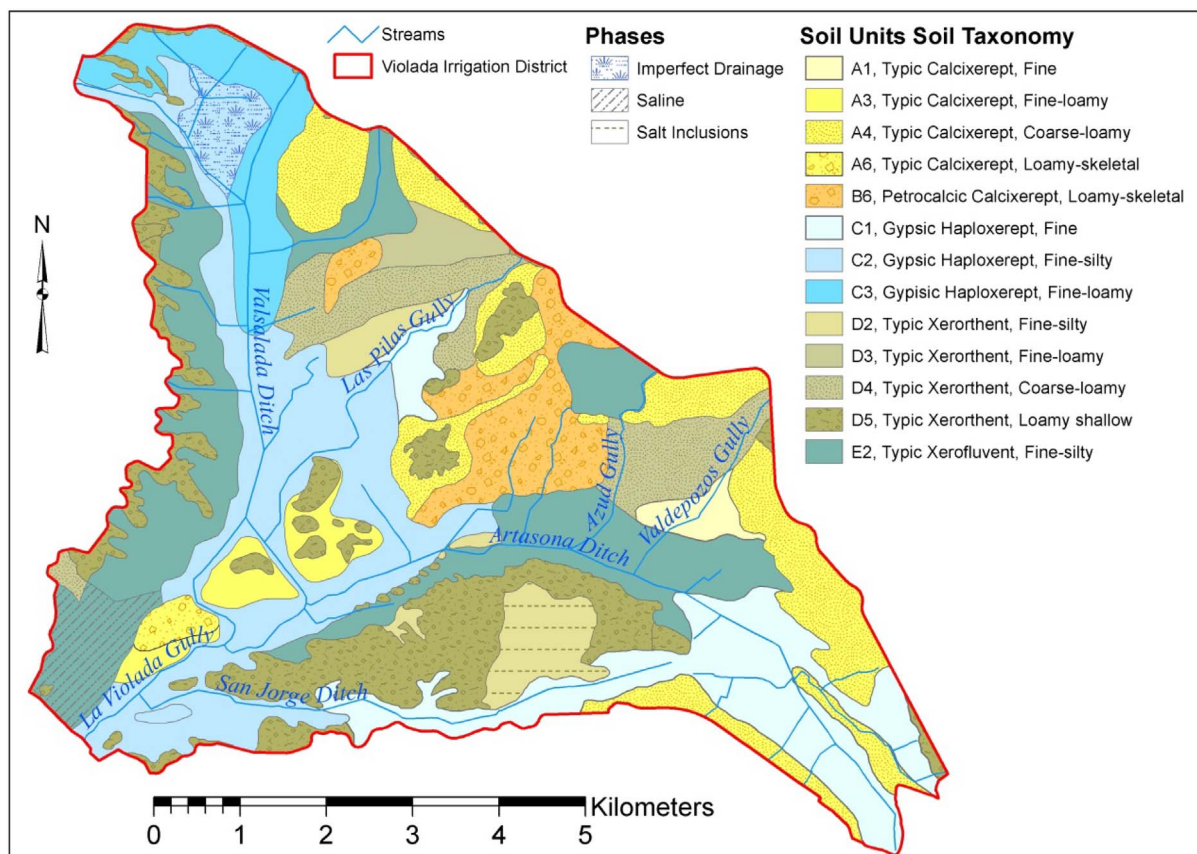 Streams
Violada Irrigation District
Phases
Imperfect Drainage
Saline
Salt Inclusions
Soil Units Soil Taxonomy
A1, Typic Calcixerept, Fine
A3, Typic Calcixerept, Fine-loamy
A4, Typic Calcixerept, Coarse-loamy
A6, Typic Calcixerept, Loamy-skeletal
B6, Petrocalcic Calcixerept, Loamy-skeletal
C1, Gypsic Haploxerept, Fine
C2, Gypsic Haploxerept, Fine-silty
C3, Gypisic Haploxerept, Fine-loamy
D2, Typic Xerorthent, Fine-silty
D3, Typic Xerorthent, Fine-loamy
D4, Typic Xerorthent, Coarse-loamy
D5, Typic Xerorthent, Loamy shallow
E2, Typic Xerofluvent, Fine-silty
N
Valsalada Ditch
Las Pilas Gully
Azud Gully
Valdepozos Gully
Artasona Ditch
La Violada Gully
San Jorge Ditch
Kilometers
0 1 2 3 4 5